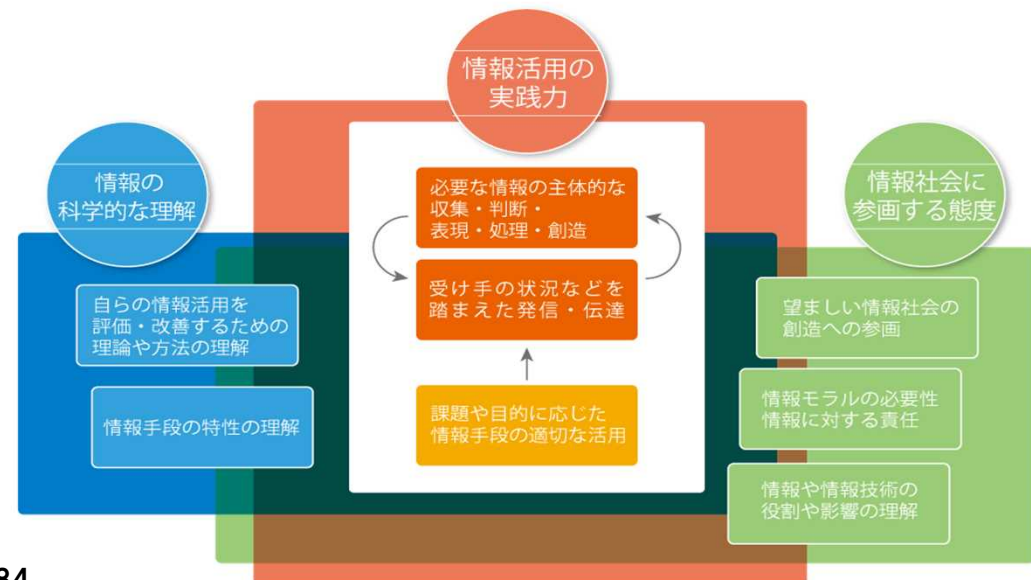 情報活用の
実践力
必要な情報の主体的な
収集・判断・
表現・処理・創造
受け手の状況などを
踏まえた発信・伝達
課題や目的に応じた
情報手段の適切な活用
情報の
科学的な理解
自らの情報活用を
評価・改善するための
理論や方法の理解
情報手段の特性の理解
情報社会に
参画する態度
望ましい情報社会の
創造への参画
情報モラルの必要性
情報に対する責任
情報や情報技術の
役割や影響の理解